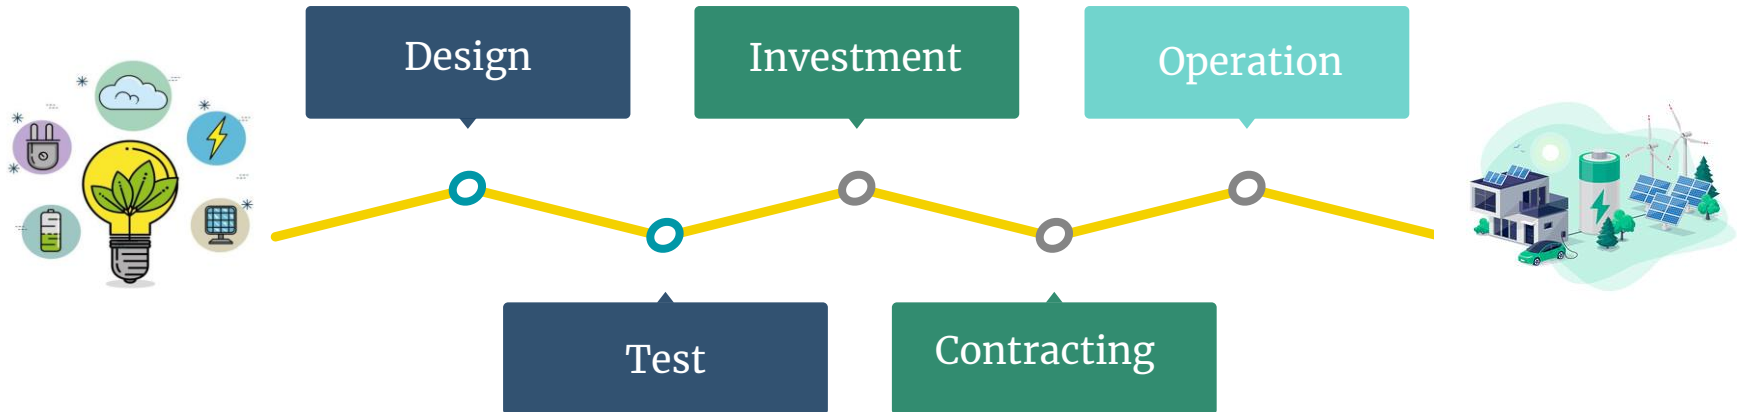 Design
Investment
Operation
Test
Contracting